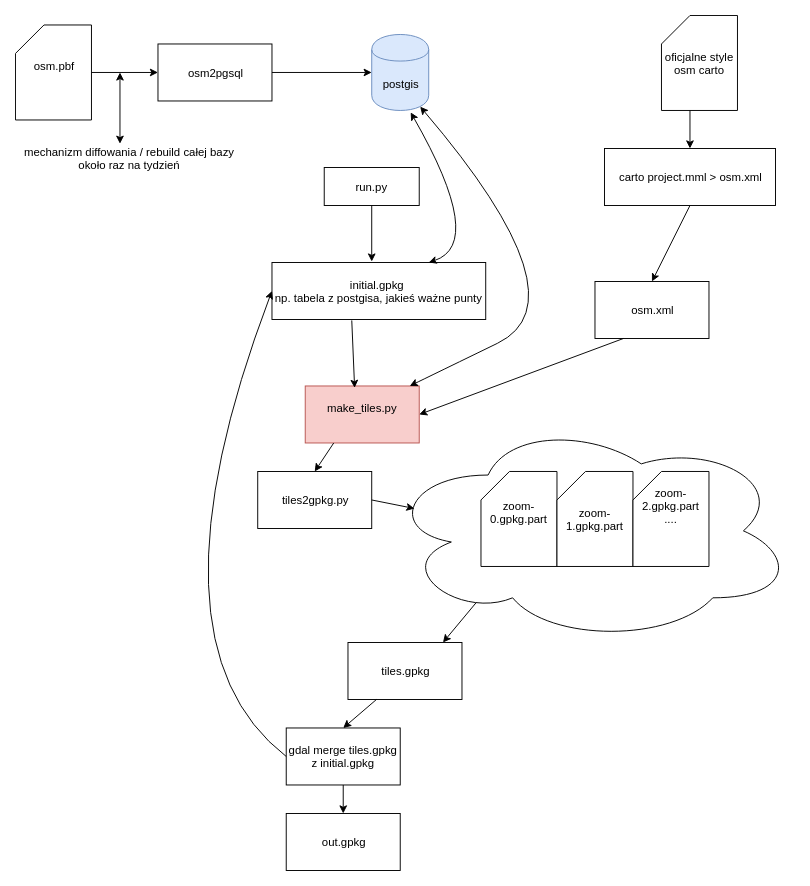 osm.pbf
osm2pgsql
postgis
oficjalne style
osm carto
mechanizm diffowania / rebuild całej bazy
około raz na tydzień
run.py
carto project.mml > osm.xml
initial.gpkg
np. tabela z postgisa, jakieś ważne punty
osm.xml
make_tiles.py
tiles2gpkg.py
zoom-
0.gpkg.part
zoom-
1.gpkg.part
zoom-
2.gpkg.part
....
tiles.gpkg
gdal merge tiles.gpkg
z initial.gpkg
out.gpkg